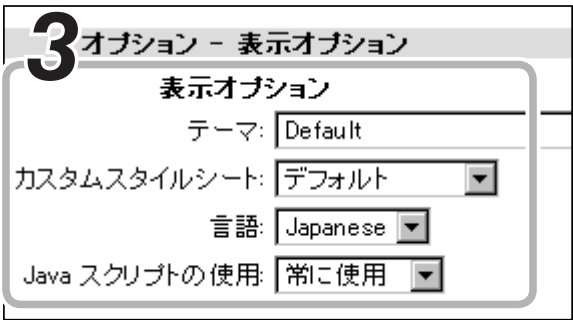 3
オプション - 表示オプション
表示オプション
テーマ: Default
カスタムスタイルシート: デフォルト
言語: Japanese
Java スクリプトの使用: 常に使用